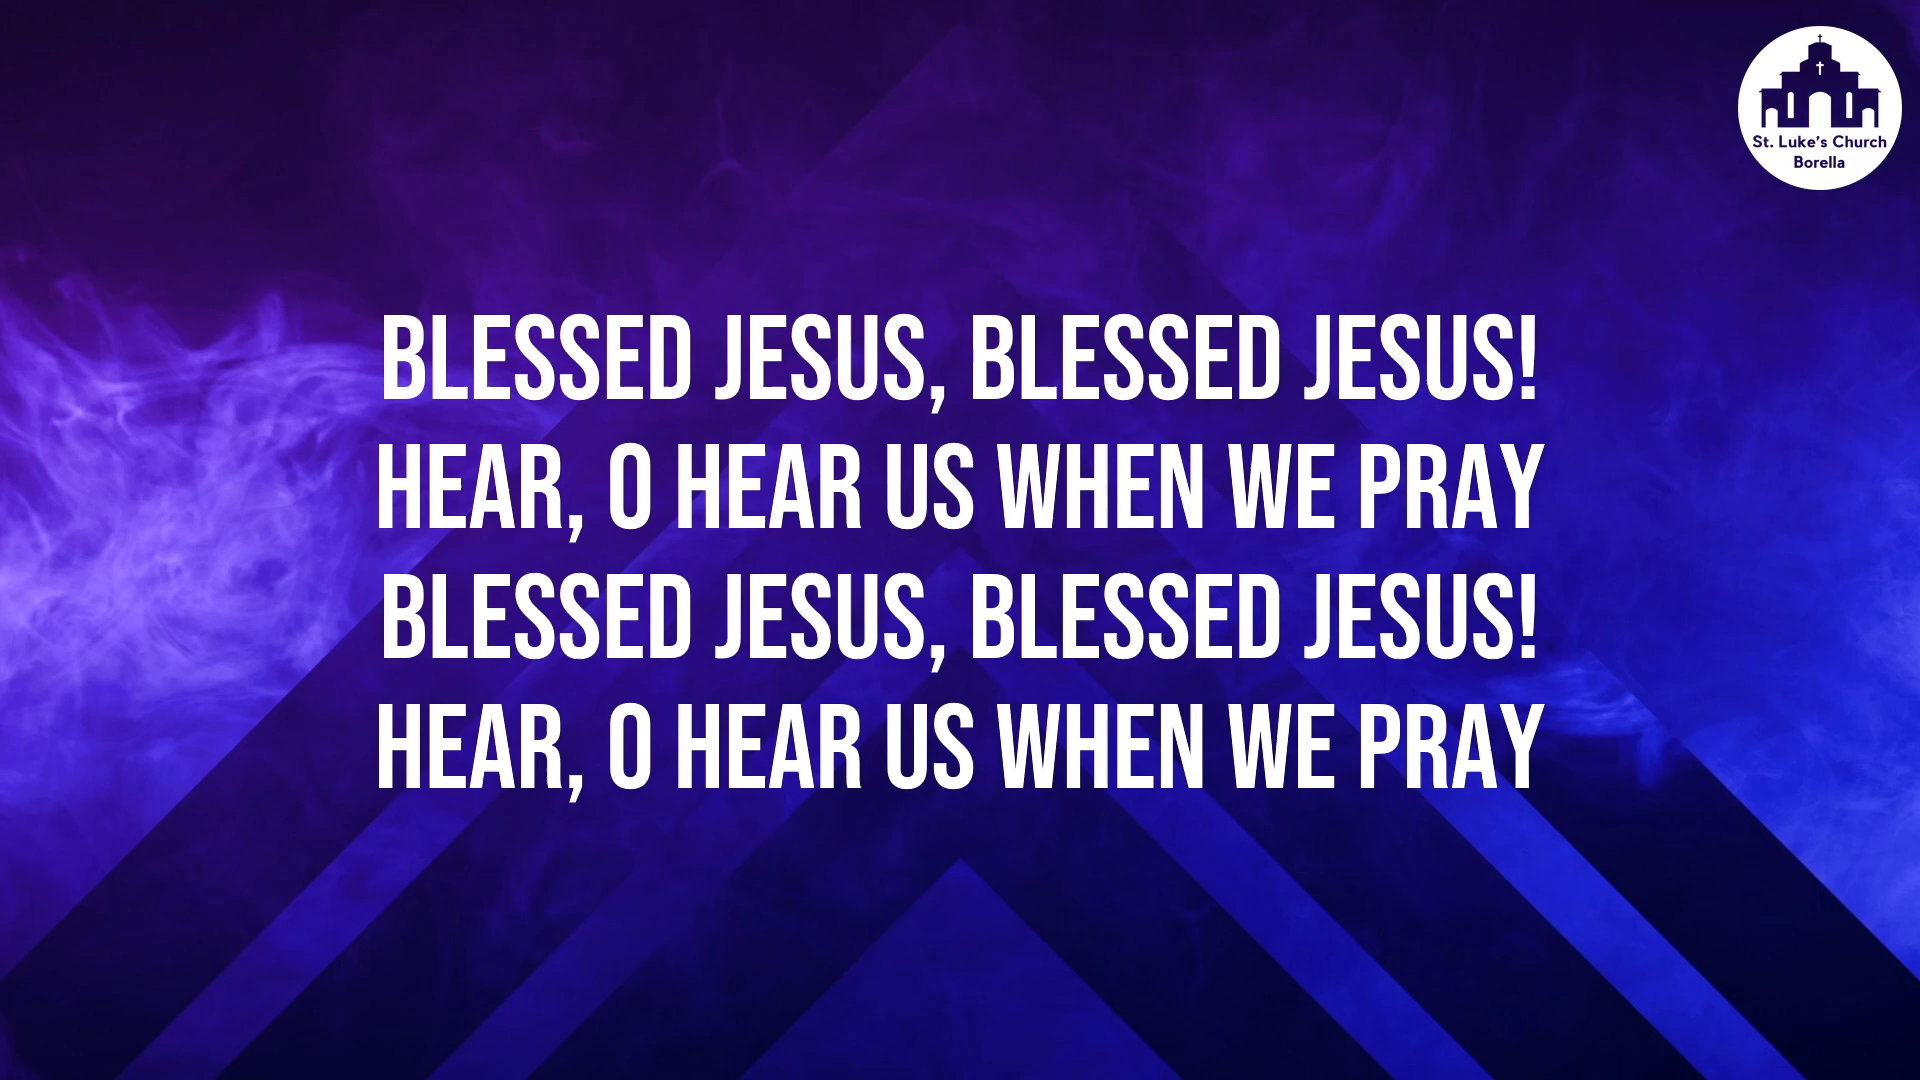 St. Luke's Church
Borella
BLESSED JESUS, BLESSED JESUS!
HEAR, O HEAR US WHEN WE PRAY
BLESSED JESUS, BLESSED JESUS!
HEAR, O HEAR US WHEN WE PRAY